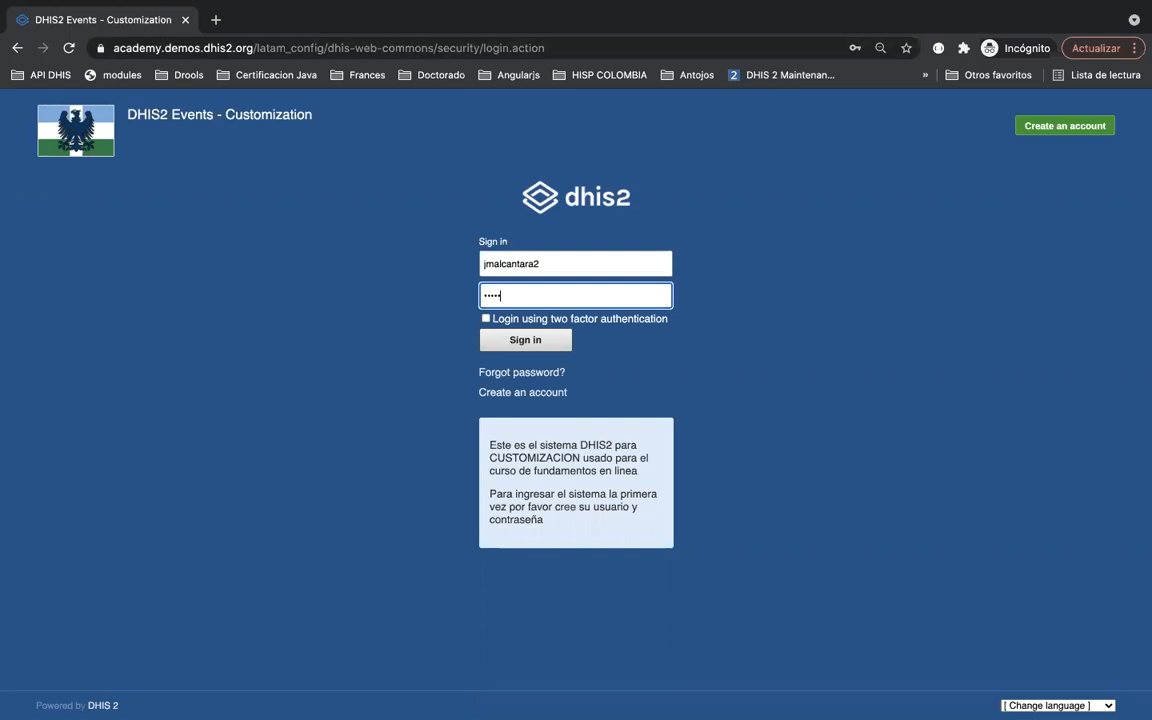 DHIS2 Events - Customization
academy.demos.dhis2.org/latam_config/dhis-web-commons/security/login.action
Incógnito
Actualizar
API DHIS
modules
Drools
Certificacion Java
Frances
Doctorado
Angularjs
HISP COLOMBIA
Antojos
2 DHIS 2 Maintenan...
»
Otros favoritos
Lista de lectura
DHIS2 Events - Customization
Create an account
dhis2
Sign in
jmalcantara2
•••••
Login using two factor authentication
Sign in
Forgot password?
Create an account
Este es el sistema DHIS2 para
CUSTOMIZACION usado para el
curso de fundamentos en linea
Para ingresar el sistema la primera
vez por favor cree su usuario y
contraseña
Powered by DHIS 2
[ Change language ]